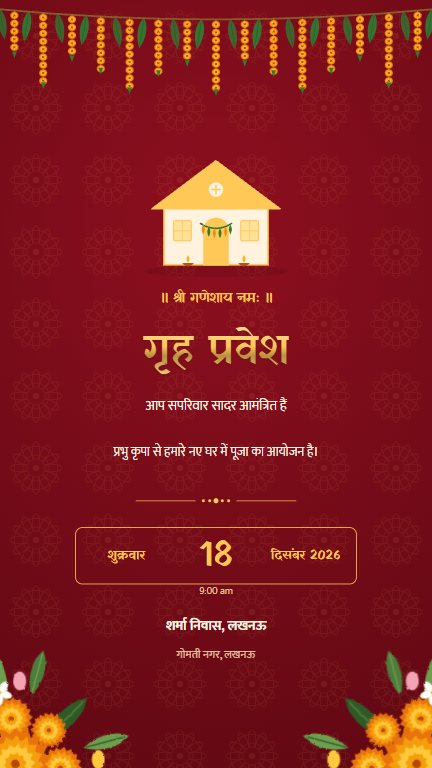 ॥ श्री गणेशाय नमः ॥
गृह प्रवेश
आप सपरिवार सादर आमंत्रित हैं
प्रभु कृपा से हमारे नए घर में पूजा का आयोजन है।
शुक्रवार 18 दिसंबर 2026
9:00 am
शर्मा निवास, लखनऊ
गोमती नगर, लखनऊ